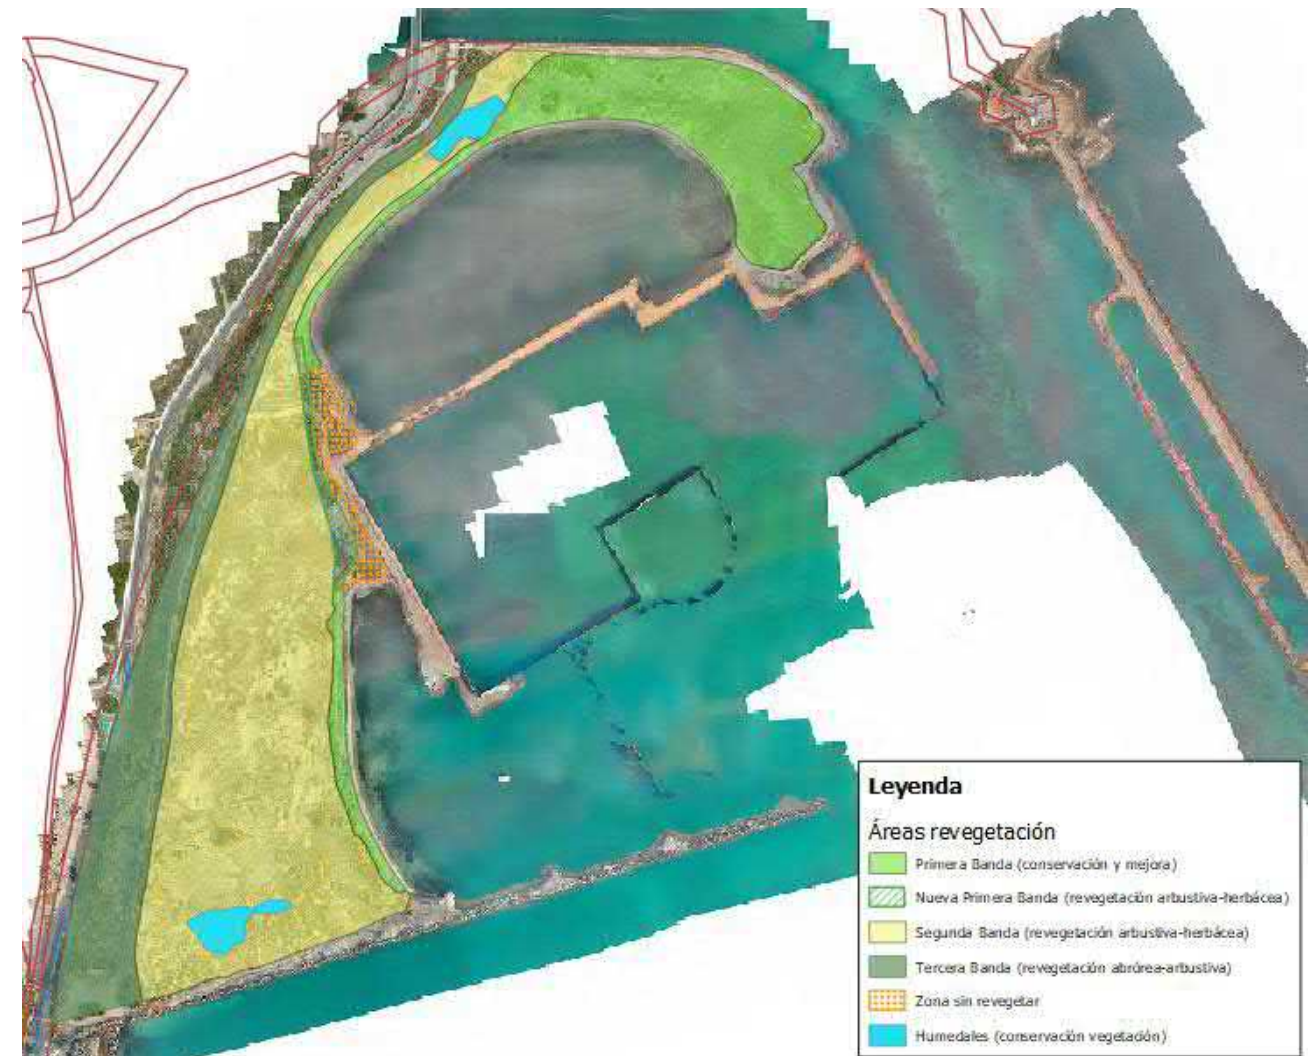 Leyenda
Áreas revegetación
Primera Banda (conservación y mejora)
Nueva Primera Banda (revegetación arbustiva-herbácea)
Segunda Banda (revegetación arbustiva-herbácea)
Tercera Banda (revegetación abrórea-arbustiva)
Zona sin revegetar
Humedales (conservación vegetación)